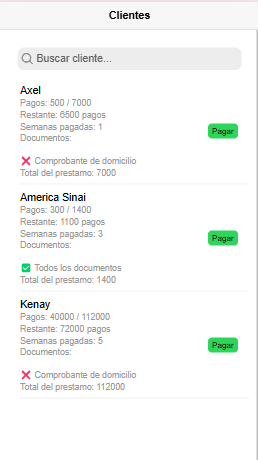 Clientes
Buscar cliente...
Axel
Pagos: 500 / 7000
Restante: 6500 pagos
Semanas pagadas: 1
Documentos:
Pagar
❌ Comprobante de domicilio
Total del prestamo: 7000
America Sinai
Pagos: 300 / 1400
Restante: 1100 pagos
Semanas pagadas: 3
Documentos:
Pagar
✅ Todos los documentos
Total del prestamo: 1400
Kenay
Pagos: 40000 / 112000
Restante: 72000 pagos
Semanas pagadas: 5
Documentos:
Pagar
❌ Comprobante de domicilio
Total del prestamo: 112000